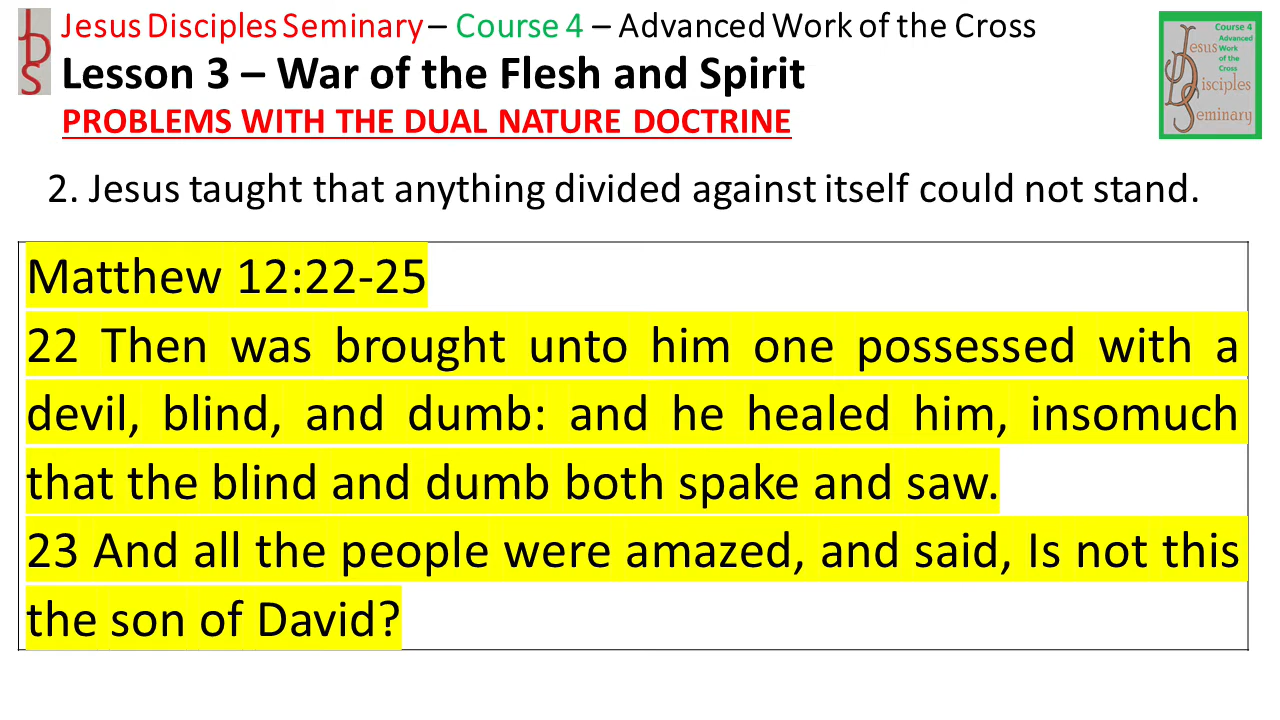 JDS
Jesus Disciples Seminary – Course 4 – Advanced Work of the Cross
Lesson 3 – War of the Flesh and Spirit
PROBLEMS WITH THE DUAL NATURE DOCTRINE
Course 4
Advanced
Work
of the
Cross
Jesus
Disciples
Seminary
2. Jesus taught that anything divided against itself could not stand.
Matthew 12:22-25
22 Then was brought unto him one possessed with a
devil, blind, and dumb: and he healed him, insomuch
that the blind and dumb both spake and saw.
23 And all the people were amazed, and said, Is not this
the son of David?